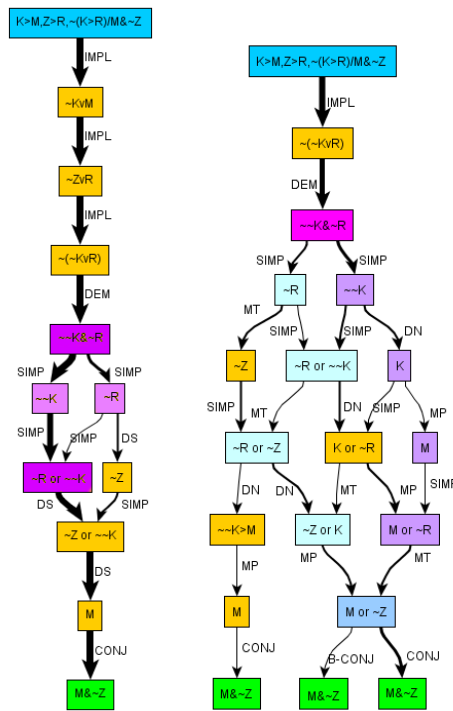 K>M,Z>R,~(K>R)/M&~Z
IMPL
~KvM
IMPL
~ZvR
IMPL
~(~KvR)
DEM
~~K&~R
SIMP
SIMP
~~K
~R
SIMP
SIMP
DS
~R or ~~K
~Z
DS
SIMP
~Z or ~~K
DS
M
CONJ
M&~Z
K>M,Z>R,~(K>R)/M&~Z
IMPL
~(~KvR)
DEM
~~K&~R
SIMP
SIMP
~R
~~K
MT
SIMP
SIMP
DN
~Z
~R or ~~K
K
SIMP
MT
DN
SIMP
MP
~R or ~Z
K or ~R
M
DN
DN
MT
MP
SIMP
~~K>M
~Z or K
M or ~R
MP
MP
MT
M
M or ~Z
CONJ
B-CONJ
CONJ
M&~Z
M&~Z
M&~Z